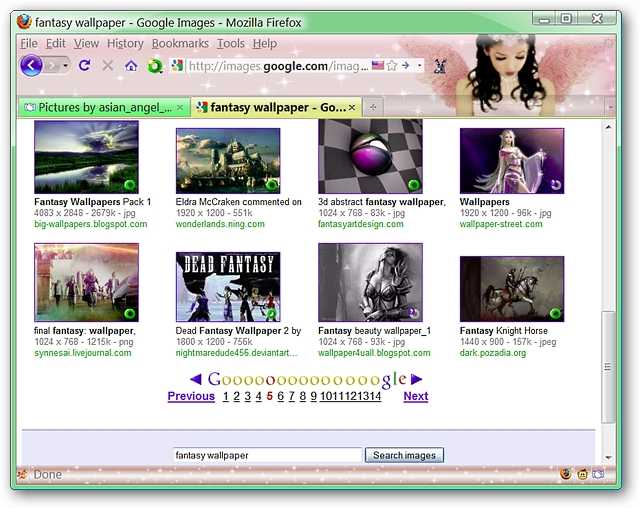 fantasy wallpaper - Google Images - Mozilla Firefox
File Edit View History Bookmarks Tools Help
http://images.google.com/imag...
Pictures by asian_angel_...
fantasy wallpaper - Go...
Fantasy Wallpapers Pack 1
4083 x 2848 - 2679k - jpg
big-wallpapers.blogspot.com
Eldra McCraken commented on
1920 x 1200 - 551k
wonderlands.ning.com
3d abstract fantasy wallpaper,
1024 x 768 - 83k - jpg
fantasyartdesign.com
Wallpapers
1920 x 1200 - 96k - jpg
wallpaper-street.com
final fantasy: wallpaper,
1024 x 768 - 1215k - png
synnesai.livejournal.com
DEAD FANTASY
Dead Fantasy Wallpaper 2 by
1800 x 1200 - 756k
nightmaredude456.deviantart...
Fantasy beauty wallpaper_1
1024 x 768 - 93k - jpg
wallpaper4uall.blogspot.com
Fantasy Knight Horse
1440 x 900 - 157k - jpeg
dark.pozadia.org
Goooooooooooooogle
Previous 1 2 3 4 5 6 7 8 9 1011121314 Next
fantasy wallpaper Search images
Done